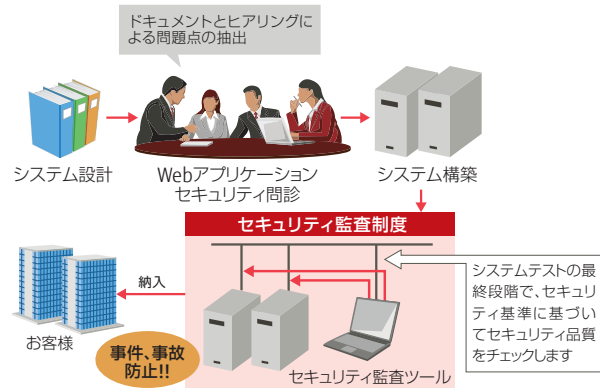 ドキュメントとヒアリングに
よる問題点の抽出
システム設計
Webアプリケーション
セキュリティ問診
システム構築
セキュリティ監査制度
システムテストの最
終段階で、セキュリ
ティ基準に基づい
てセキュリティ品質
をチェックします
納入
お客様
事件、事故
防止!!
セキュリティ監査ツール